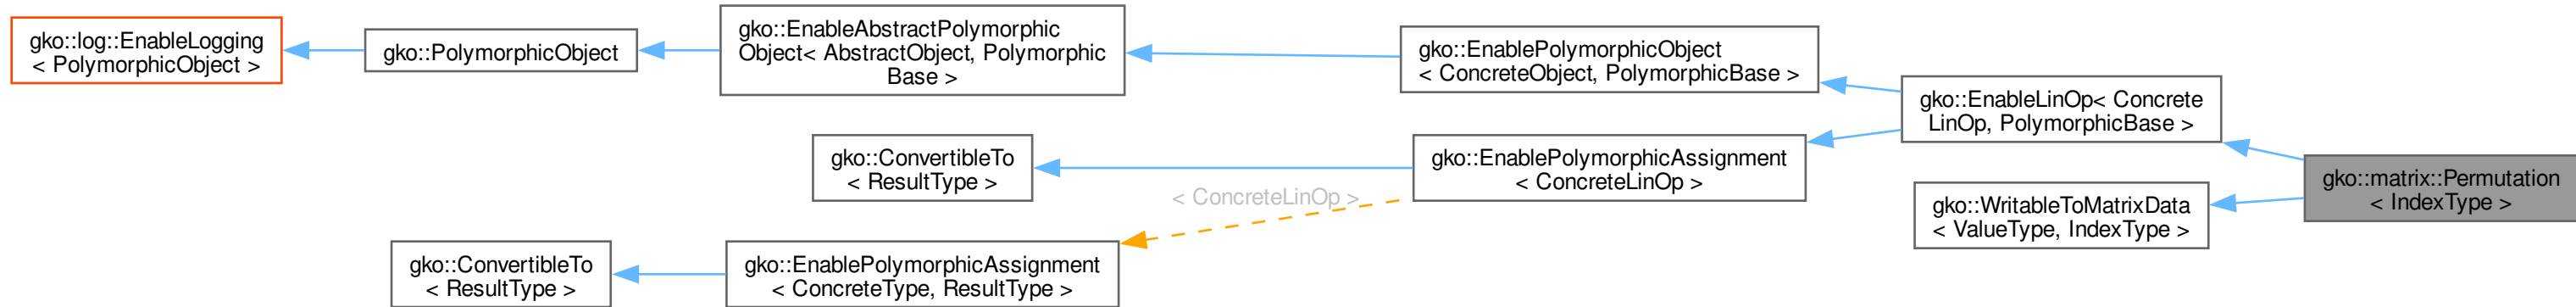 gko::log::EnableLogging
< PolymorphicObject >
gko::PolymorphicObject
gko::EnableAbstractPolymorphic
Object< AbstractObject, Polymorphic
Base >
gko::EnablePolymorphicObject
< ConcreteObject, PolymorphicBase >
gko::EnableLinOp< Concrete
LinOp, PolymorphicBase >
gko::ConvertibleTo
< ResultType >
gko::EnablePolymorphicAssignment
< ConcreteLinOp >
gko::matrix::Permutation
< IndexType >
< ConcreteLinOp >
gko::WritableToMatrixData
< ValueType, IndexType >
gko::ConvertibleTo
< ResultType >
gko::EnablePolymorphicAssignment
< ConcreteType, ResultType >